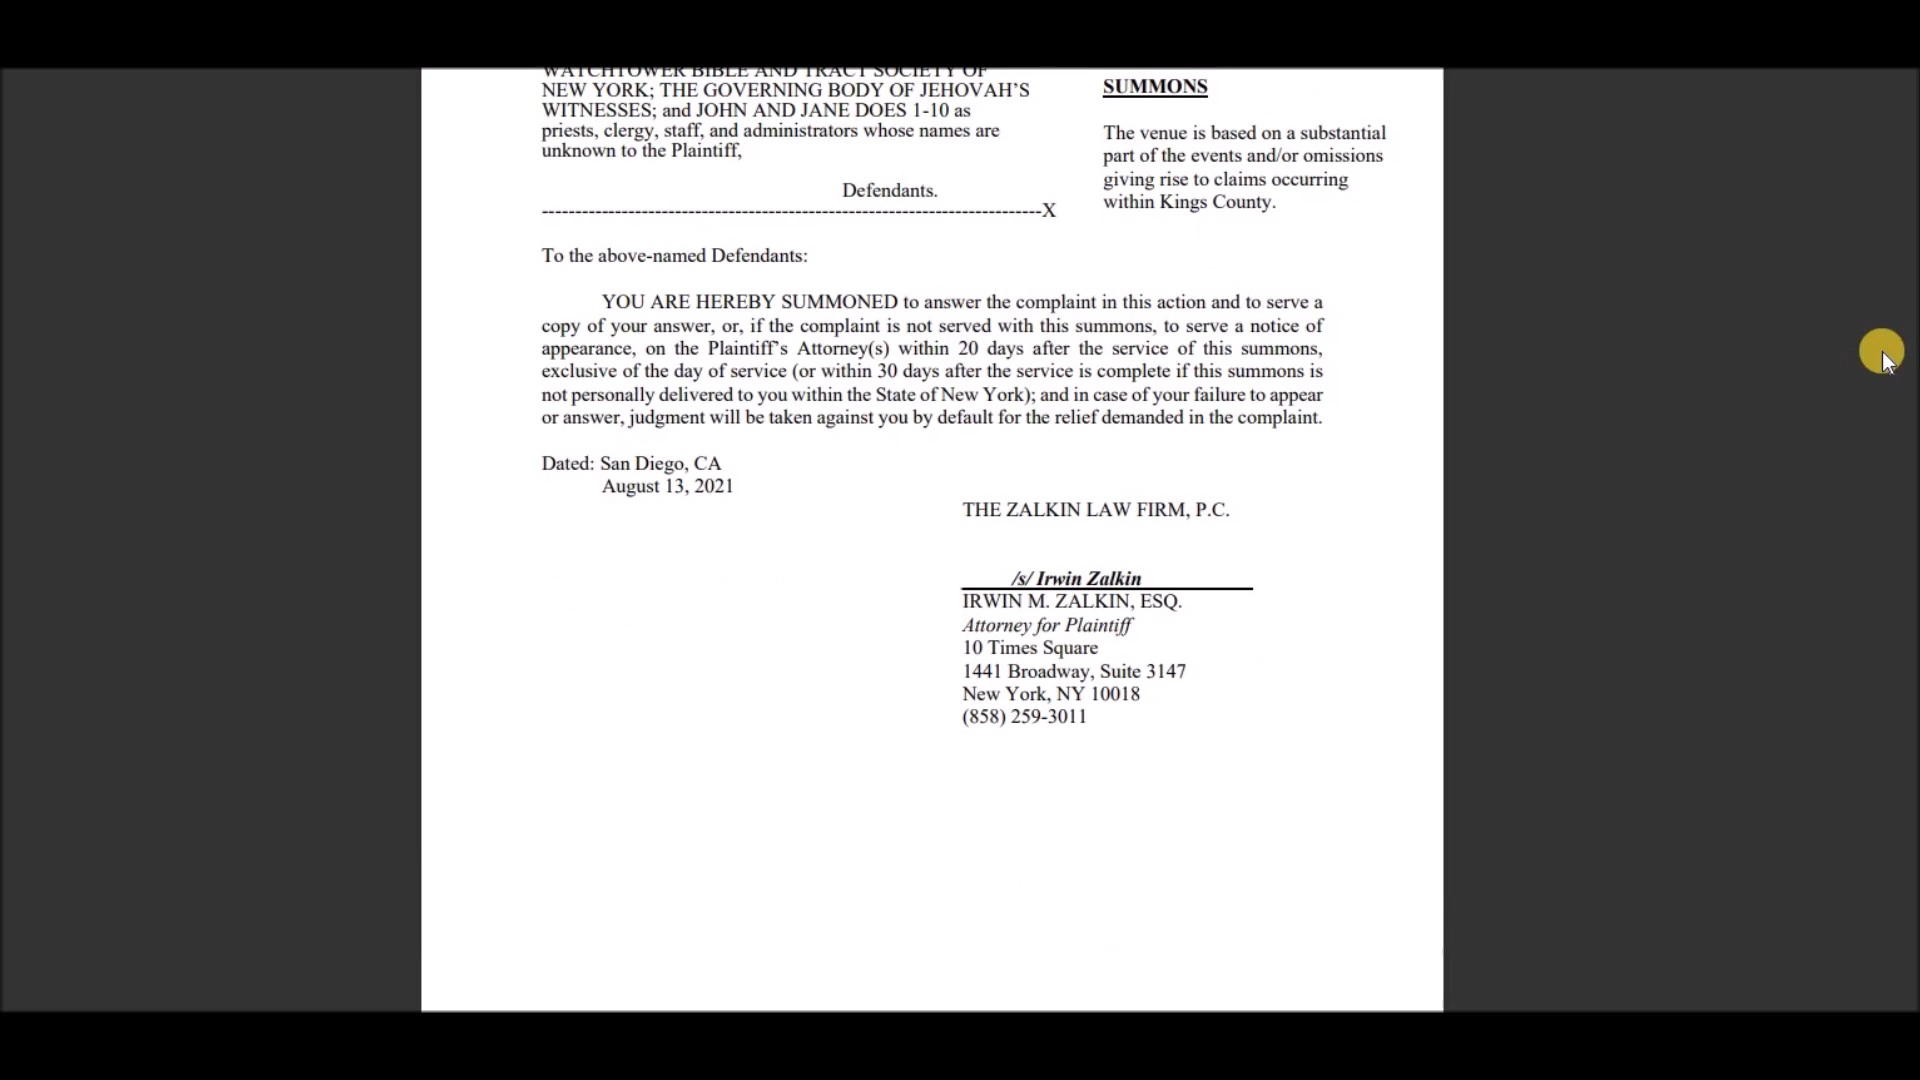 WATCHTOWER BIBLE AND TRACT SOCIETY OF
NEW YORK; THE GOVERNING BODY OF JEHOVAH'S
WITNESSES; and JOHN AND JANE DOES 1-10 as
priests, clergy, staff, and administrators whose names are
unknown to the Plaintiff,
Defendants.
---------------------------------------------------------------------------X
SUMMONS
The venue is based on a substantial
part of the events and/or omissions
giving rise to claims occurring
within Kings County.
To the above-named Defendants:
YOU ARE HEREBY SUMMONED to answer the complaint in this action and to serve a
copy of your answer, or, if the complaint is not served with this summons, to serve a notice of
appearance, on the Plaintiff's Attorney(s) within 20 days after the service of this summons,
exclusive of the day of service (or within 30 days after the service is complete if this summons is
not personally delivered to you within the State of New York); and in case of your failure to appear
or answer, judgment will be taken against you by default for the relief demanded in the complaint.
Dated: San Diego, CA
August 13, 2021
THE ZALKIN LAW FIRM, P.C.
/s/ Irwin Zalkin
IRWIN M. ZALKIN, ESQ.
Attorney for Plaintiff
10 Times Square
1441 Broadway, Suite 3147
New York, NY 10018
(858) 259-3011